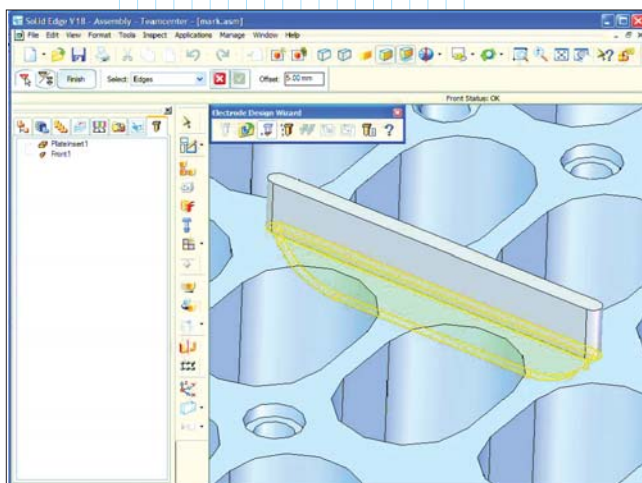 Solid Edge V18 - Assembly - Teamcenter - [mark.asm]
File Edit View Format Tools Inspect Applications Manage Window Help
Finish Select: Edges Offset: 5.00 mm
Front Status: OK
Electrode Design Wizard
PlateInsert1
Front1